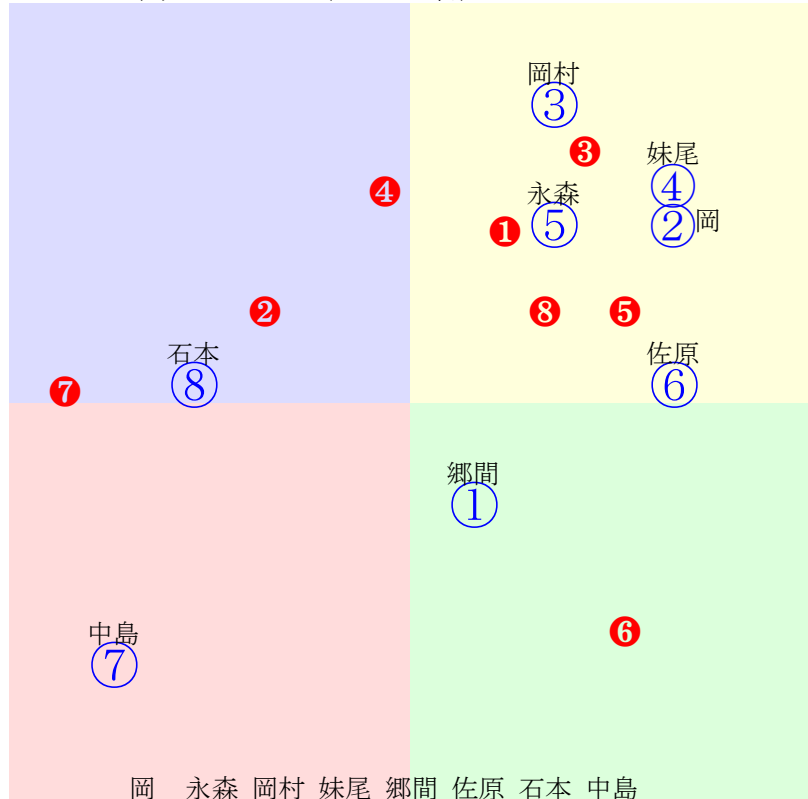 岡村
③
❸
妹尾
④
❹
永森
⑤
② 岡
❶
❷
❽
❺
石本
⑧
佐原
⑥
❼
郷間
①
❻
中島
⑦
岡 永森 岡村 妹尾 郷間 佐原 石本 中島